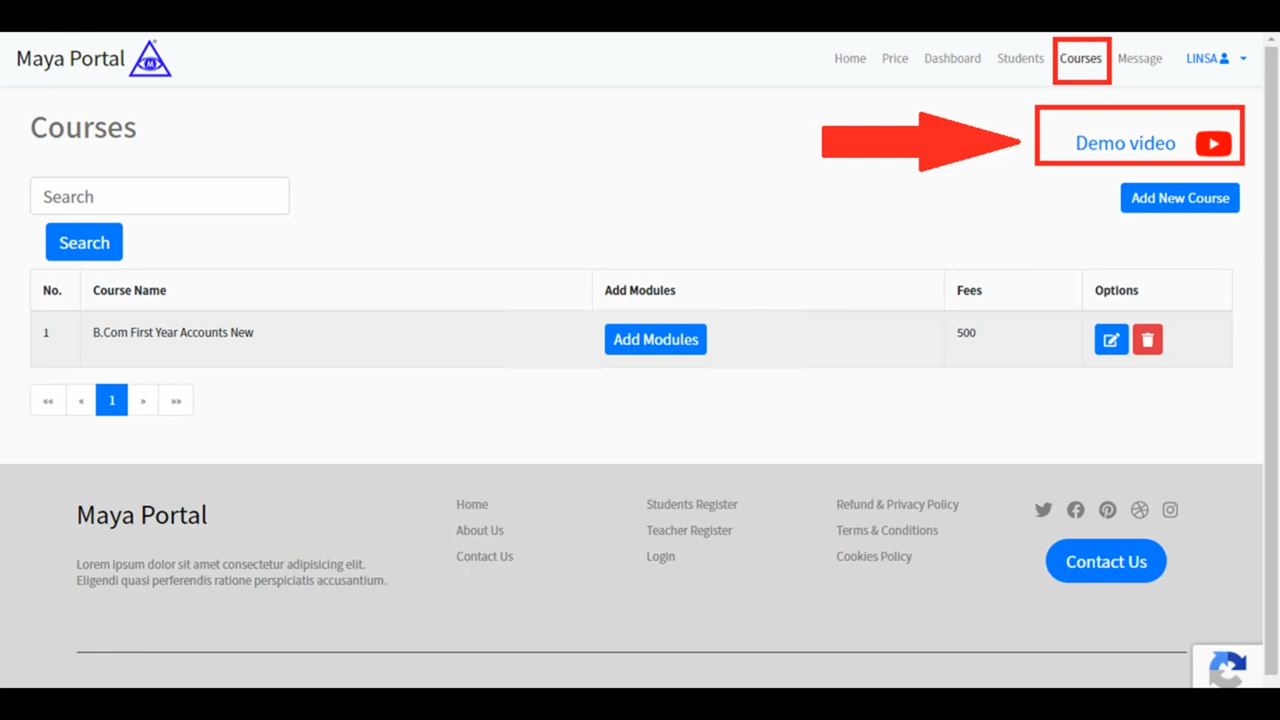 Maya Portal
M
Home Price Dashboard Students Courses Message LINSA
Courses
Demo video
Search
Add New Course
Search
No. Course Name Add Modules Fees Options
1 B.Com First Year Accounts New Add Modules 500
«« « 1 » »»
Maya Portal
Lorem ipsum dolor sit amet consectetur adipisicing elit.
Eligendi quasi perferendis ratione perspiciatis accusantium.
Home
About Us
Contact Us
Students Register
Teacher Register
Login
Refund & Privacy Policy
Terms & Conditions
Cookies Policy
Contact Us